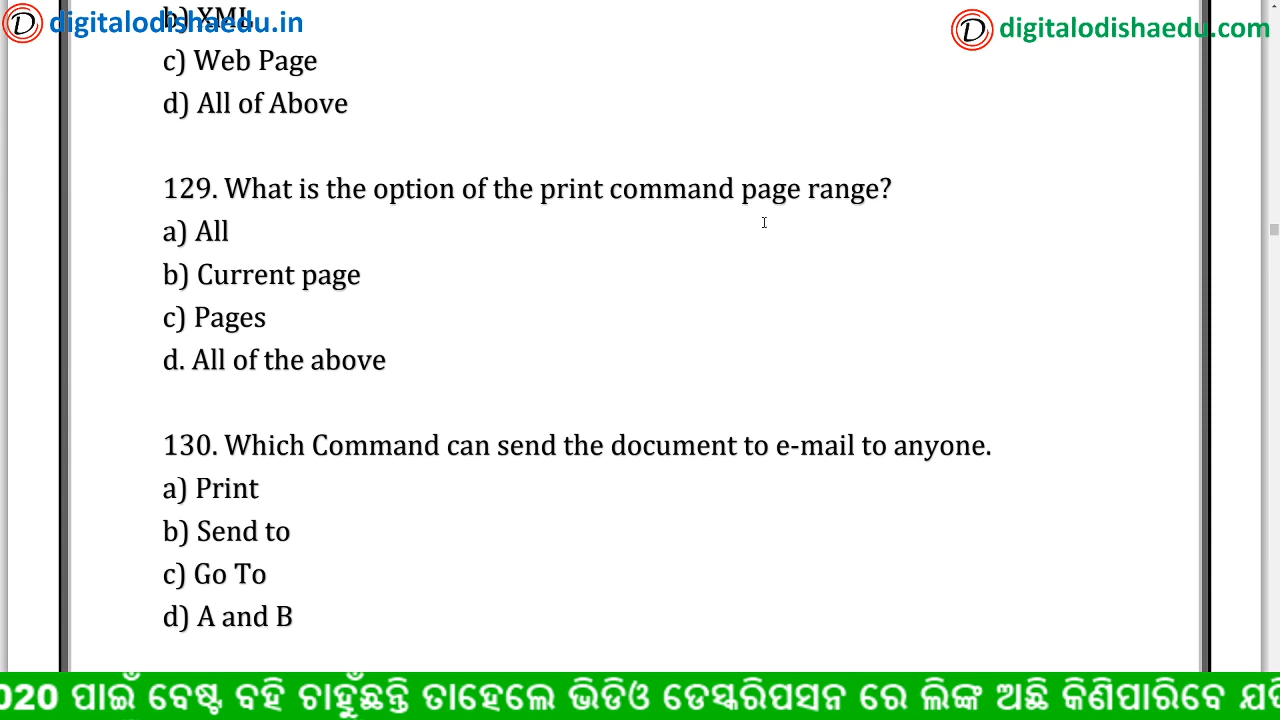 digitalodishaedu.in
digitalodishaedu.com
b) XML
c) Web Page
d) All of Above
129. What is the option of the print command page range?
a) All
b) Current page
c) Pages
d. All of the above
130. Which Command can send the document to e-mail to anyone.
a) Print
b) Send to
c) Go To
d) A and B
020 ପାଇଁ ବେଷ୍ଟ ବହି ଚାହୁଁଛନ୍ତି ତାହେଲେ ଭିଡିଓ ଡେସ୍କରିପସନ ରେ ଲିଙ୍କ ଅଛି କିଣିପାରିବେ ଯଦି